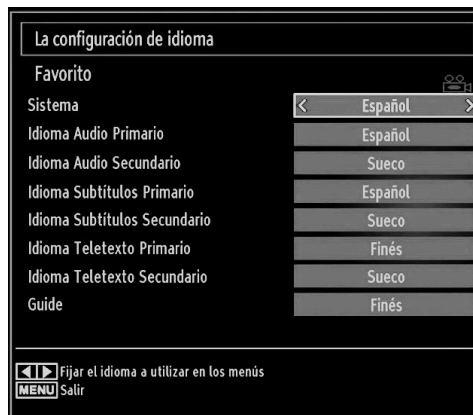 La configuración de idioma
Favorito
Sistema < Español >
Idioma Audio Primario Español
Idioma Audio Secundario Sueco
Idioma Subtítulos Primario Español
Idioma Subtítulos Secundario Sueco
Idioma Teletexto Primario Finés
Idioma Teletexto Secundario Sueco
Guide Finés
Fijar el idioma a utilizar en los menús
MENU Salir